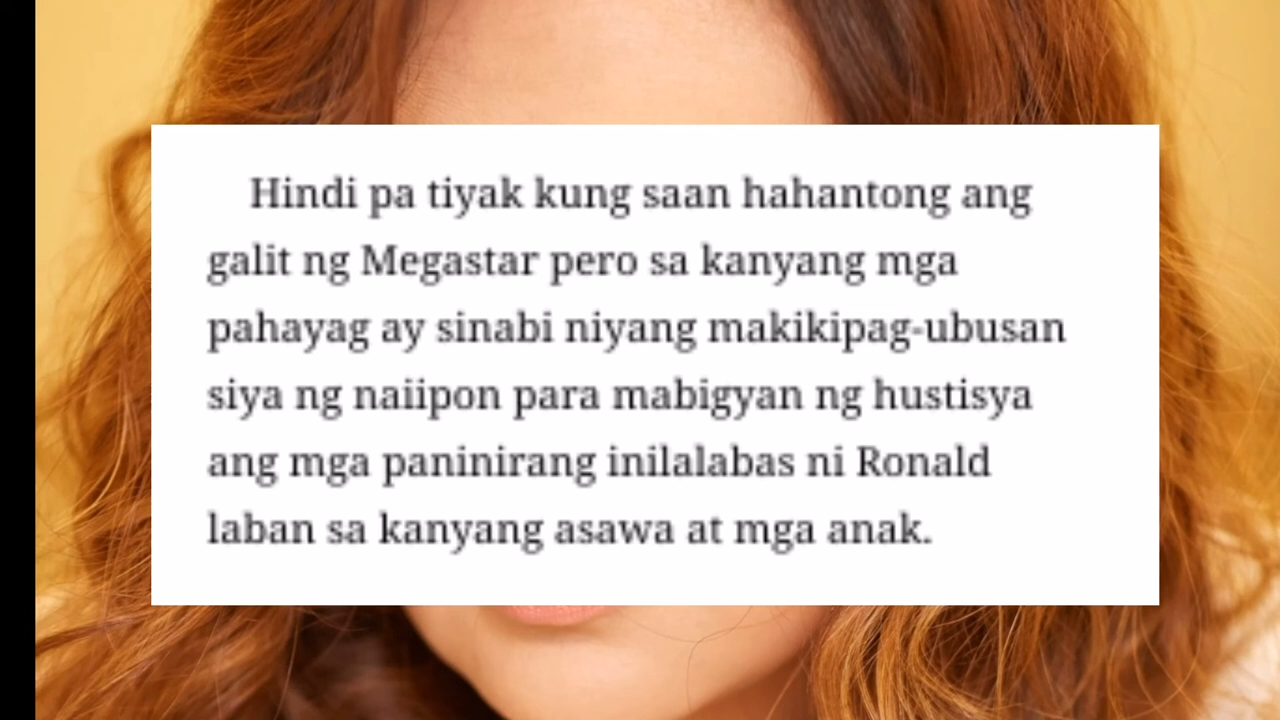 Hindi pa tiyak kung saan hahantong ang
galit ng Megastar pero sa kanyang mga
pahayag ay sinabi niyang makikipag-ubusan
siya ng naiipon para mabigyan ng hustisya
ang mga paninirang inilalabas ni Ronald
laban sa kanyang asawa at mga anak.